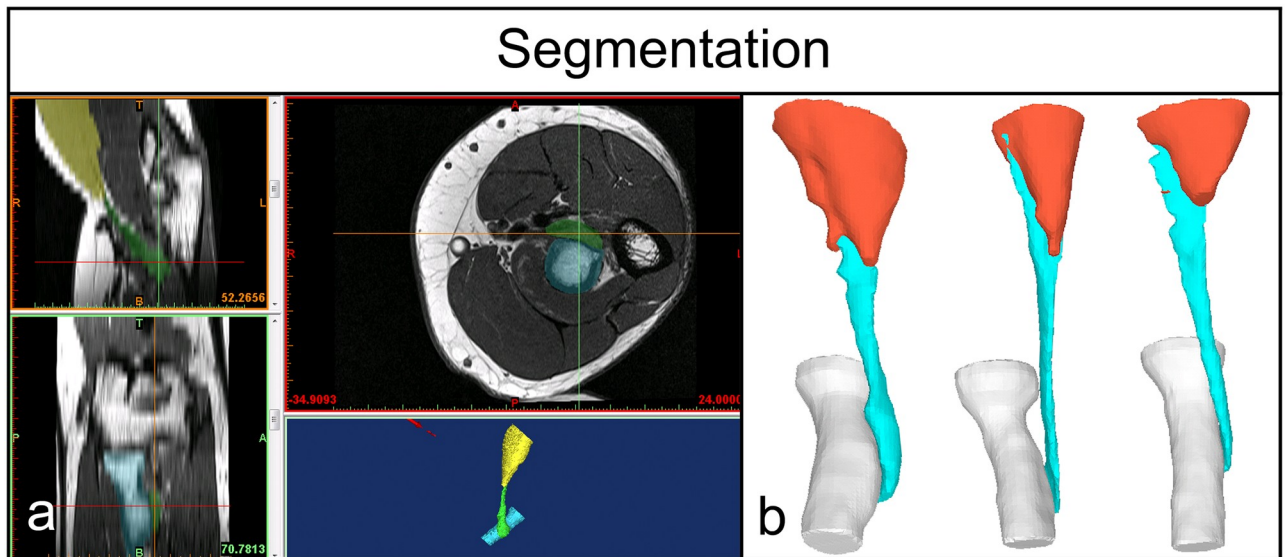 Segmentation
T
R
L
B
52.2656
A
R
-34.9093
P
24.0000
T
P
A
B
70.7813
a
b